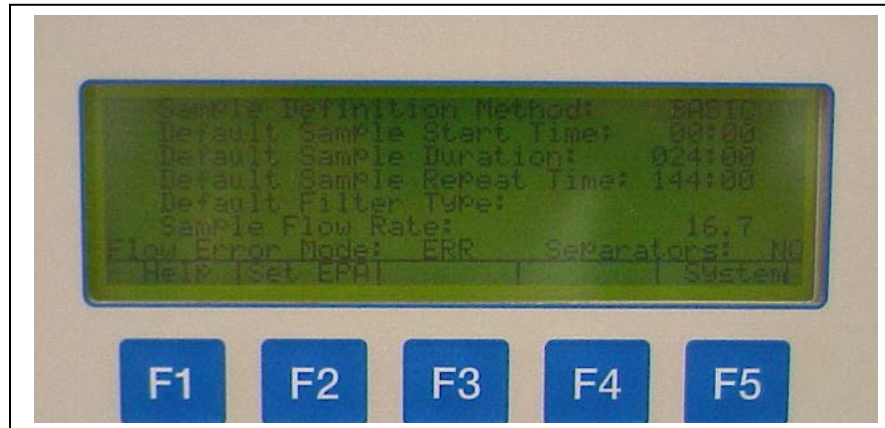 Sample Definition Method: BASIC
Default Sample Start Time: 00:00
Default Sample Duration: 024:00
Default Sample Repeat Time: 144:00
Default Filter Type:
Sample Flow Rate: 16.7
Flow Error Mode: ERR Separators: NO
Help |Set EPA| | | System
F1 F2 F3 F4 F5